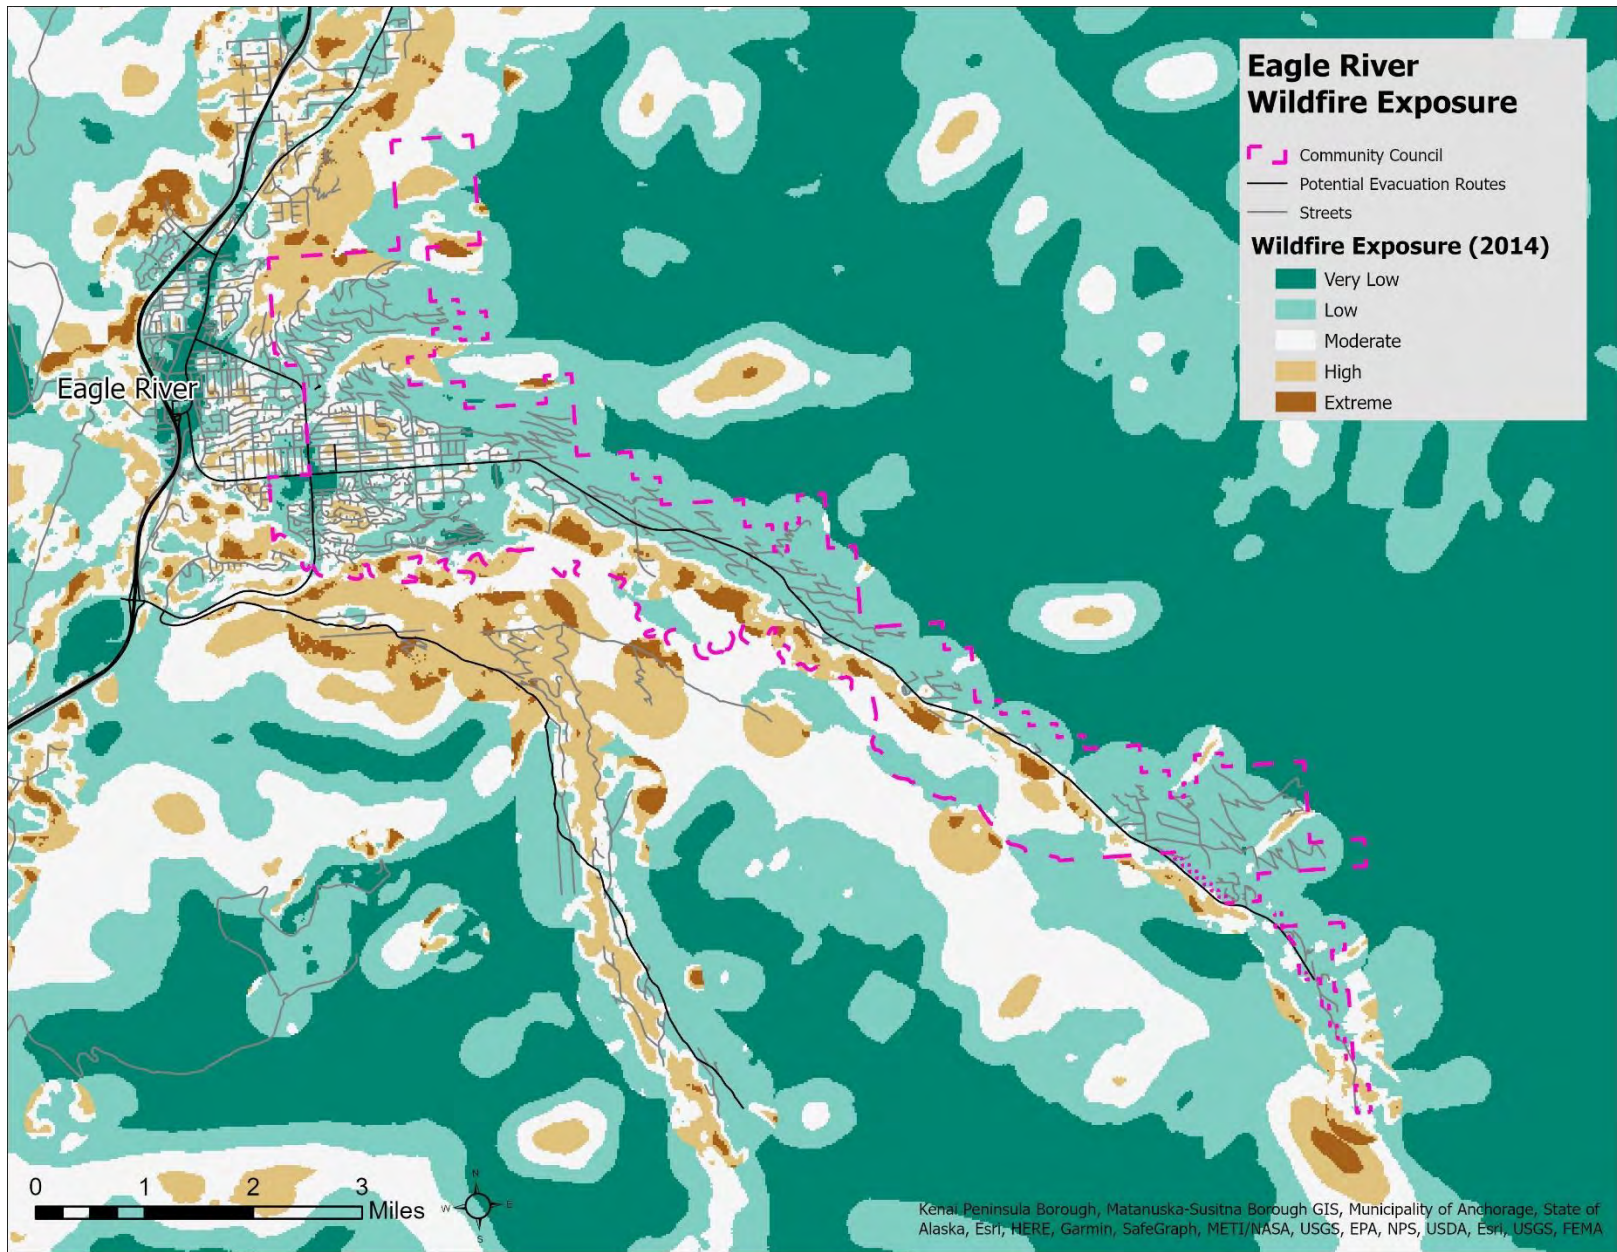 Eagle River
Wildfire Exposure
Community Council
Potential Evacuation Routes
Streets
Wildfire Exposure (2014)
Very Low
Low
Moderate
High
Extreme
Eagle River
0 1 2 3
Miles
N
W E
S
Kenai Peninsula Borough, Matanuska-Susitna Borough GIS, Municipality of Anchorage, State of
Alaska, Esri, HERE, Garmin, SafeGraph, METI/NASA, USGS, EPA, NPS, USDA, Esri, USGS, FEMA